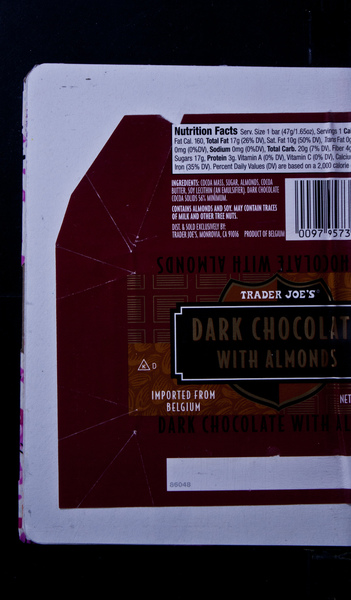 Nutrition Facts Serv. Size 1 bar (47g/1.65oz), Servings 1
Fat Cal. 160, Total Fat 17g (26% DV), Sat. Fat 10g (50% DV), Trans Fat
0mg (0%DV), Sodium 0mg (0%DV), Total Carb. 20g (7% DV), Fiber
Sugars 17g, Protein 3g. Vitamin A (0% DV), Vitamin C (0% DV),
Iron (35% DV). Percent Daily Values (DV) are based on a 2,000 calorie
INGREDIENTS: COCOA MASS, SUGAR, ALMONDS, COCOA
BUTTER, SOY LECITHIN (AN EMULSIFIER). DARK CHOCOLATE
COCOA SOLIDS 56% MINIMUM.
CONTAINS ALMONDS AND SOY. MAY CONTAIN TRACES
OF MILK AND OTHER TREE NUTS.
DIST. & SOLD EXCLUSIVELY BY:
TRADER JOE'S, MONROVIA, CA 91016 PRODUCT OF BELGIUM
0097 9573
CHOCOLATE WITH ALMONDS
TRADER JOE'S
DARK CHOCOLAT
WITH ALMONDS
K D
IMPORTED FROM
BELGIUM
NET
DARK CHOCOLATE WITH AL
86048